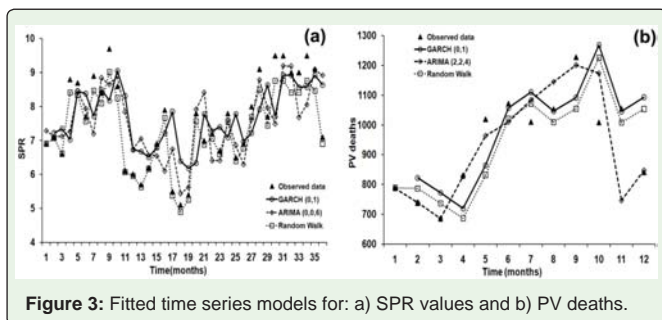 (a)
SPR
10
9
8
7
6
5
4
Observed data
GARCH (0,1)
ARIMA (0,0,6)
Random Walk
1 3 5 7 9 11 13 15 17 19 21 23 25 27 29 31 33 35
Time(months)
(b)
PV deaths
1300
1200
1100
1000
900
800
700
600
Observed data
GARCH (0,1)
ARIMA (2,2,4)
Random Walk
1 2 3 4 5 6 7 8 9 10 11 12
Time (months)
Figure 3: Fitted time series models for: a) SPR values and b) PV deaths.